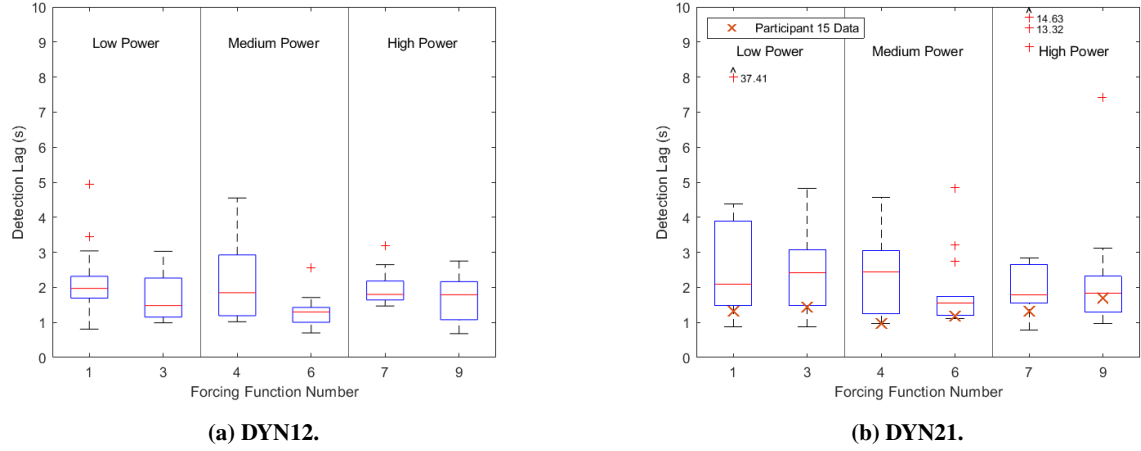 10
9
8
7
6
5
4
3
2
1
0
Detection Lag (s)
Low Power
Medium Power
High Power
1 3 4 6 7 9
Forcing Function Number
(a) DYN12.
10
9
8
7
6
5
4
3
2
1
0
Detection Lag (s)
Participant 15 Data
Low Power
Medium Power
High Power
37.41
14.63
13.32
1 3 4 6 7 9
Forcing Function Number
(b) DYN21.